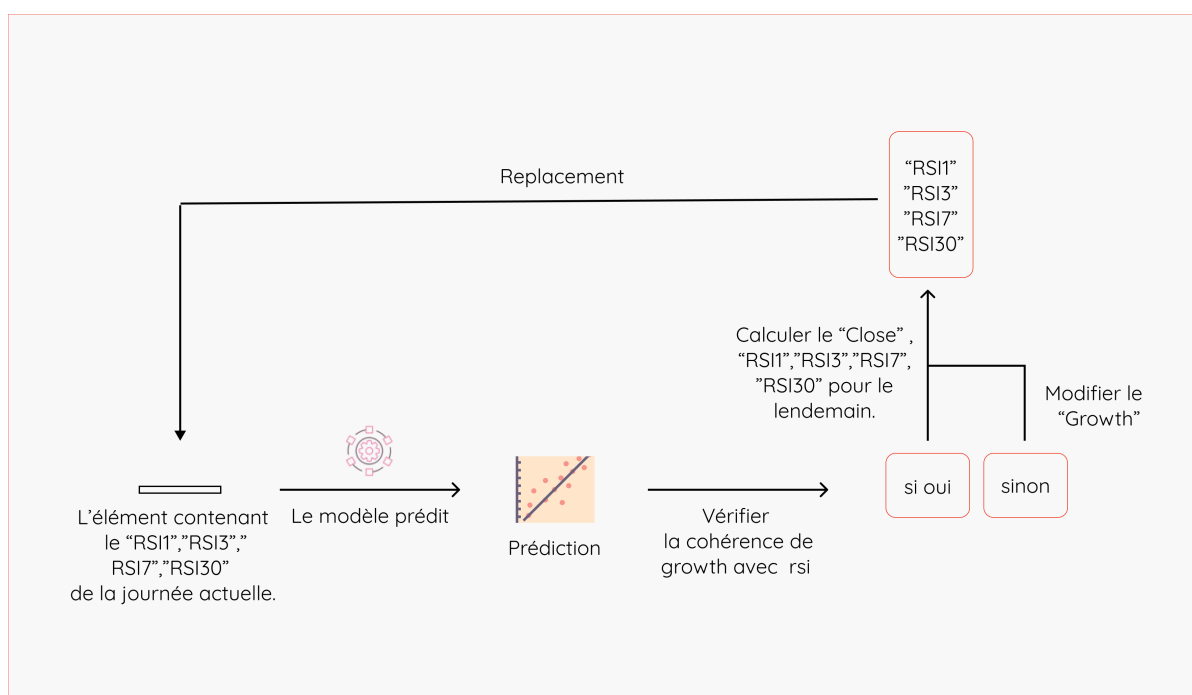 Replacement
“RSI1”
”RSI3”
”RSI7”
”RSI30”
Calculer le “Close” ,
“RSI1”,”RSI3”,”RSI7”,
”RSI30” pour le
lendemain.
Modifier le
“Growth”
si oui
sinon
L’élément contenant
le “RSI1”,”RSI3”,”
RSI7”,”RSI30”
de la journée actuelle.
Le modèle prédit
Prédiction
Vérifier
la cohérence de
growth avec rsi